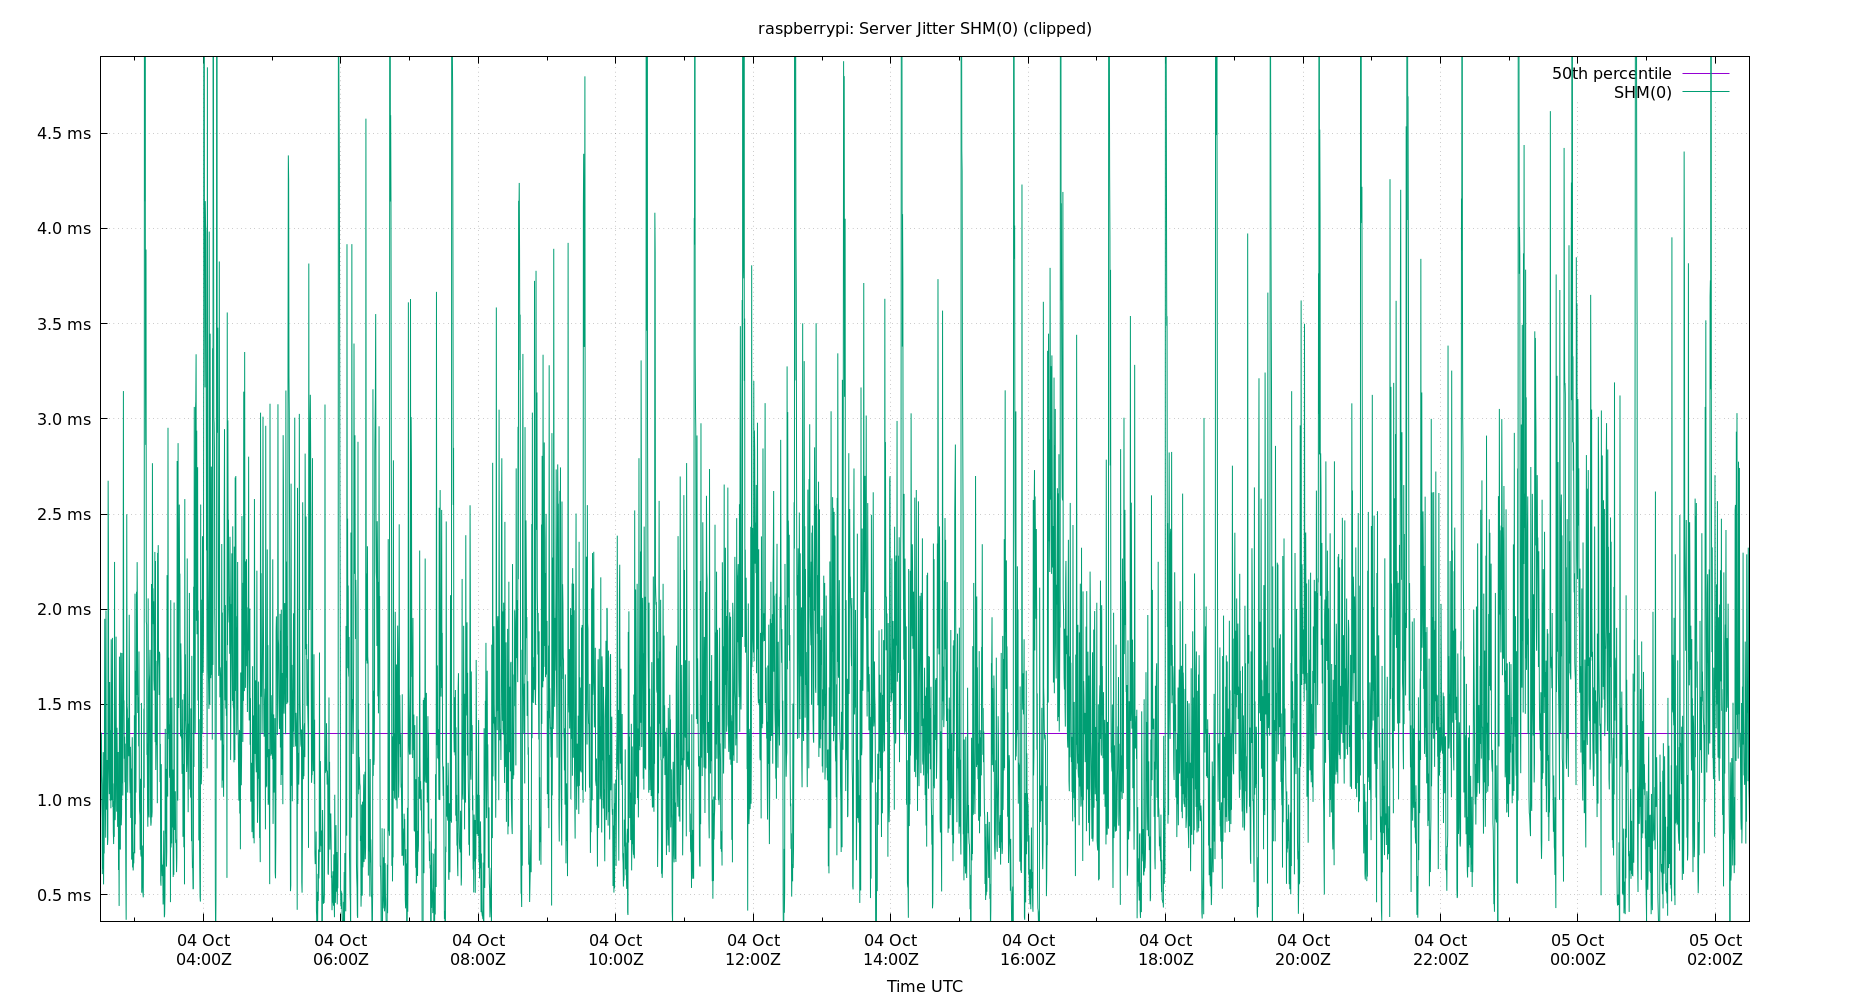 raspberrypi: Server Jitter SHM(0) (clipped)
50th percentile
SHM(0)
4.5 ms
4.0 ms
3.5 ms
3.0 ms
2.5 ms
2.0 ms
1.5 ms
1.0 ms
0.5 ms
04 Oct 04 Oct 04 Oct 04 Oct 04 Oct 04 Oct 04 Oct 04 Oct 04 Oct 04 Oct 05 Oct 05 Oct
04:00Z 06:00Z 08:00Z 10:00Z 12:00Z 14:00Z 16:00Z 18:00Z 20:00Z 22:00Z 00:00Z 02:00Z
Time UTC